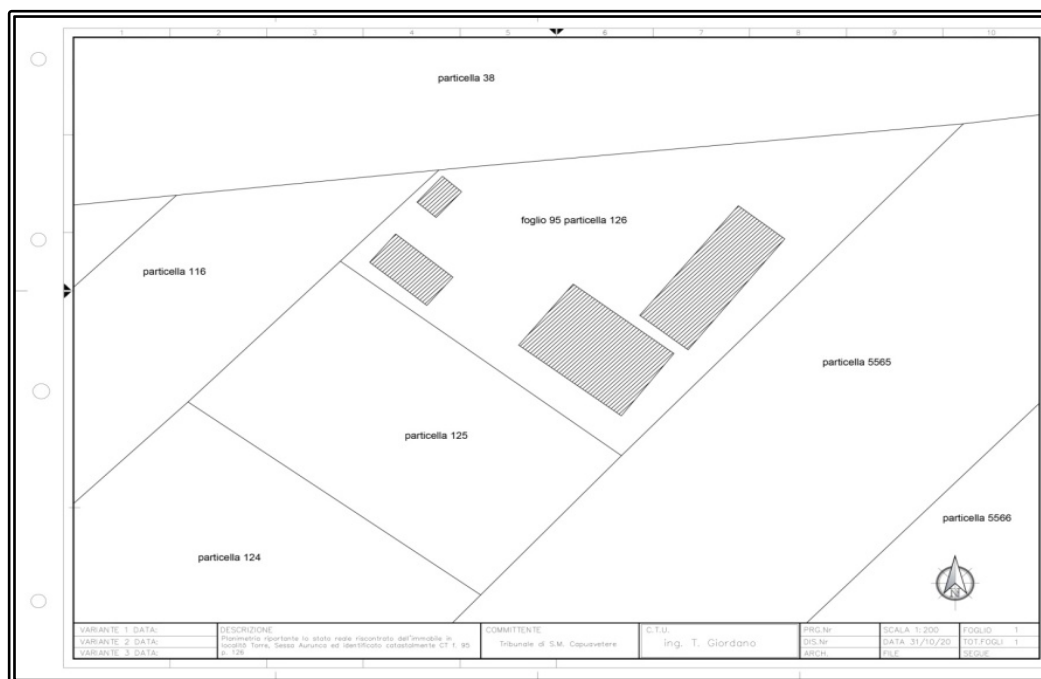 1 2 3 4 5 6 7 8 9 10
particella 38
foglio 95 particella 126
particella 116
particella 5565
particella 125
particella 5566
particella 124
N
VARIANTE 1 DATA:
VARIANTE 2 DATA:
VARIANTE 3 DATA:
DESCRIZIONE
Planimetria riportante lo stato reale riscontrato dell'immobile in
località Torre, Sessa Aurunca ed identificato catastalmente CT f. 95
p. 126
COMMITTENTE
Tribunale di S.M. Capuavetere
C.T.U.
ing. T. Giordano
PRG.Nr
DIS.Nr
ARCH.
SCALA 1: 200
DATA 31/10/20
FILE
FOGLIO 1
TOT.FOGLI 1
SEGUE